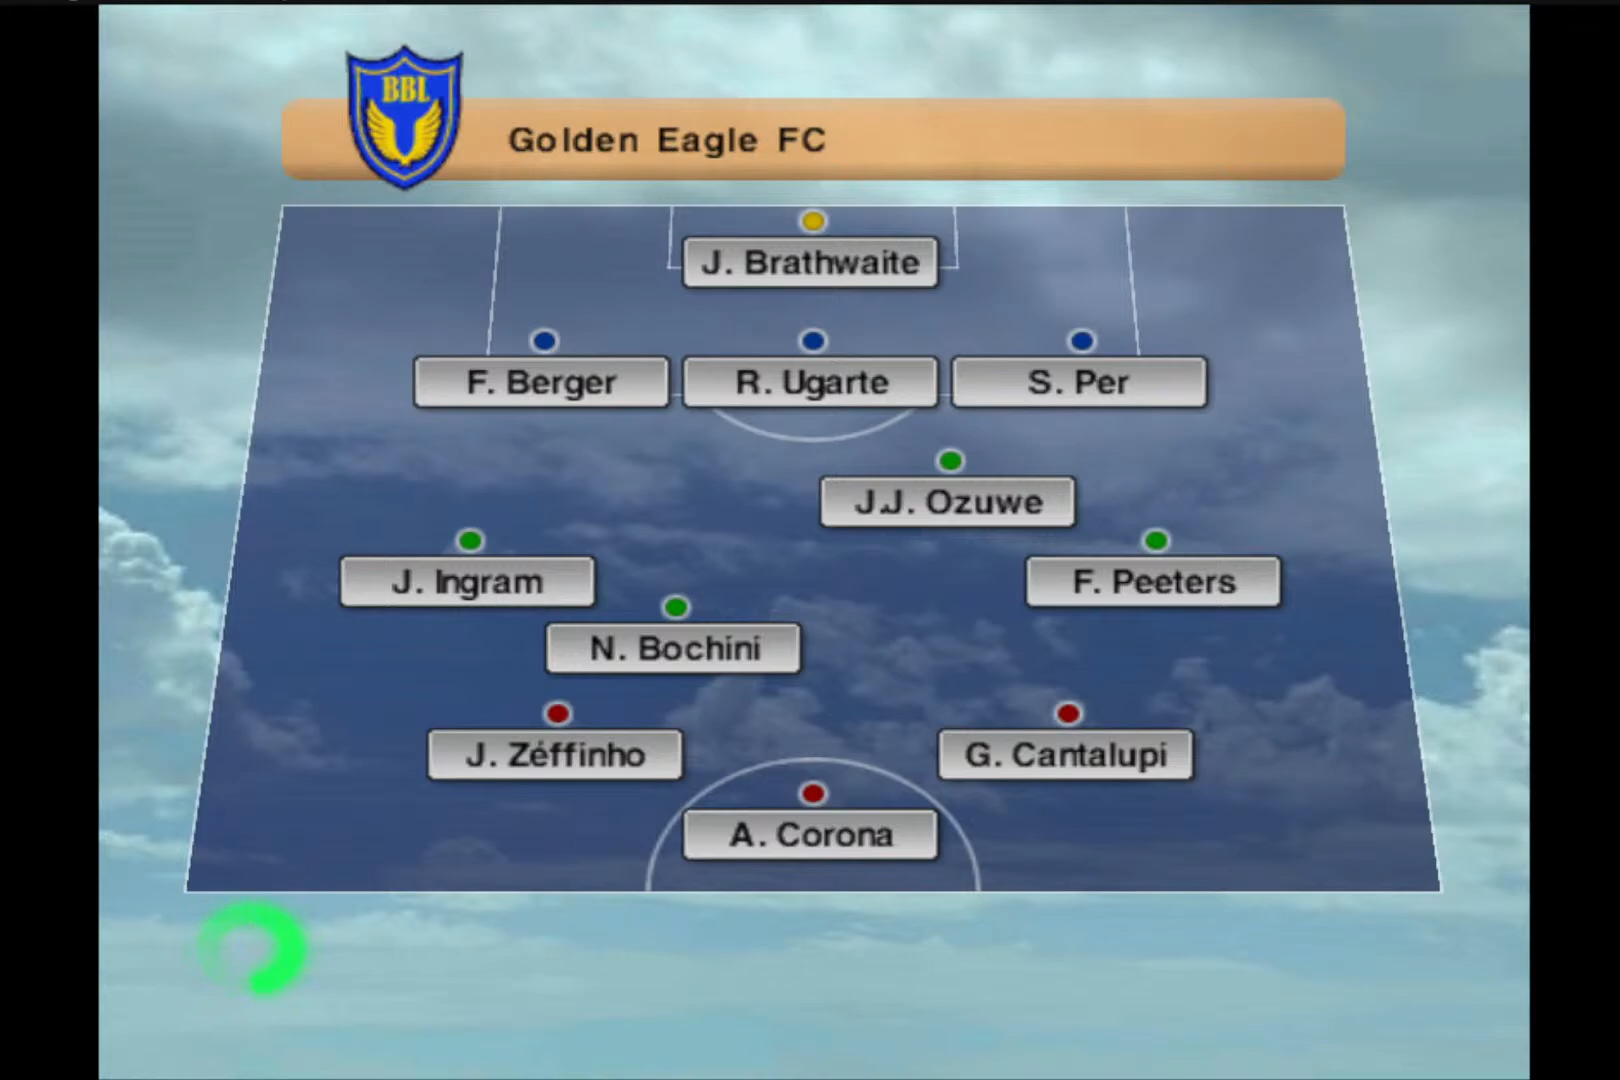 BBL
Golden Eagle FC
J. Brathwaite
F. Berger
R. Ugarte
S. Per
J.J. Ozuwe
J. Ingram
F. Peeters
N. Bochini
J. Zéffinho
G. Cantalupi
A. Corona